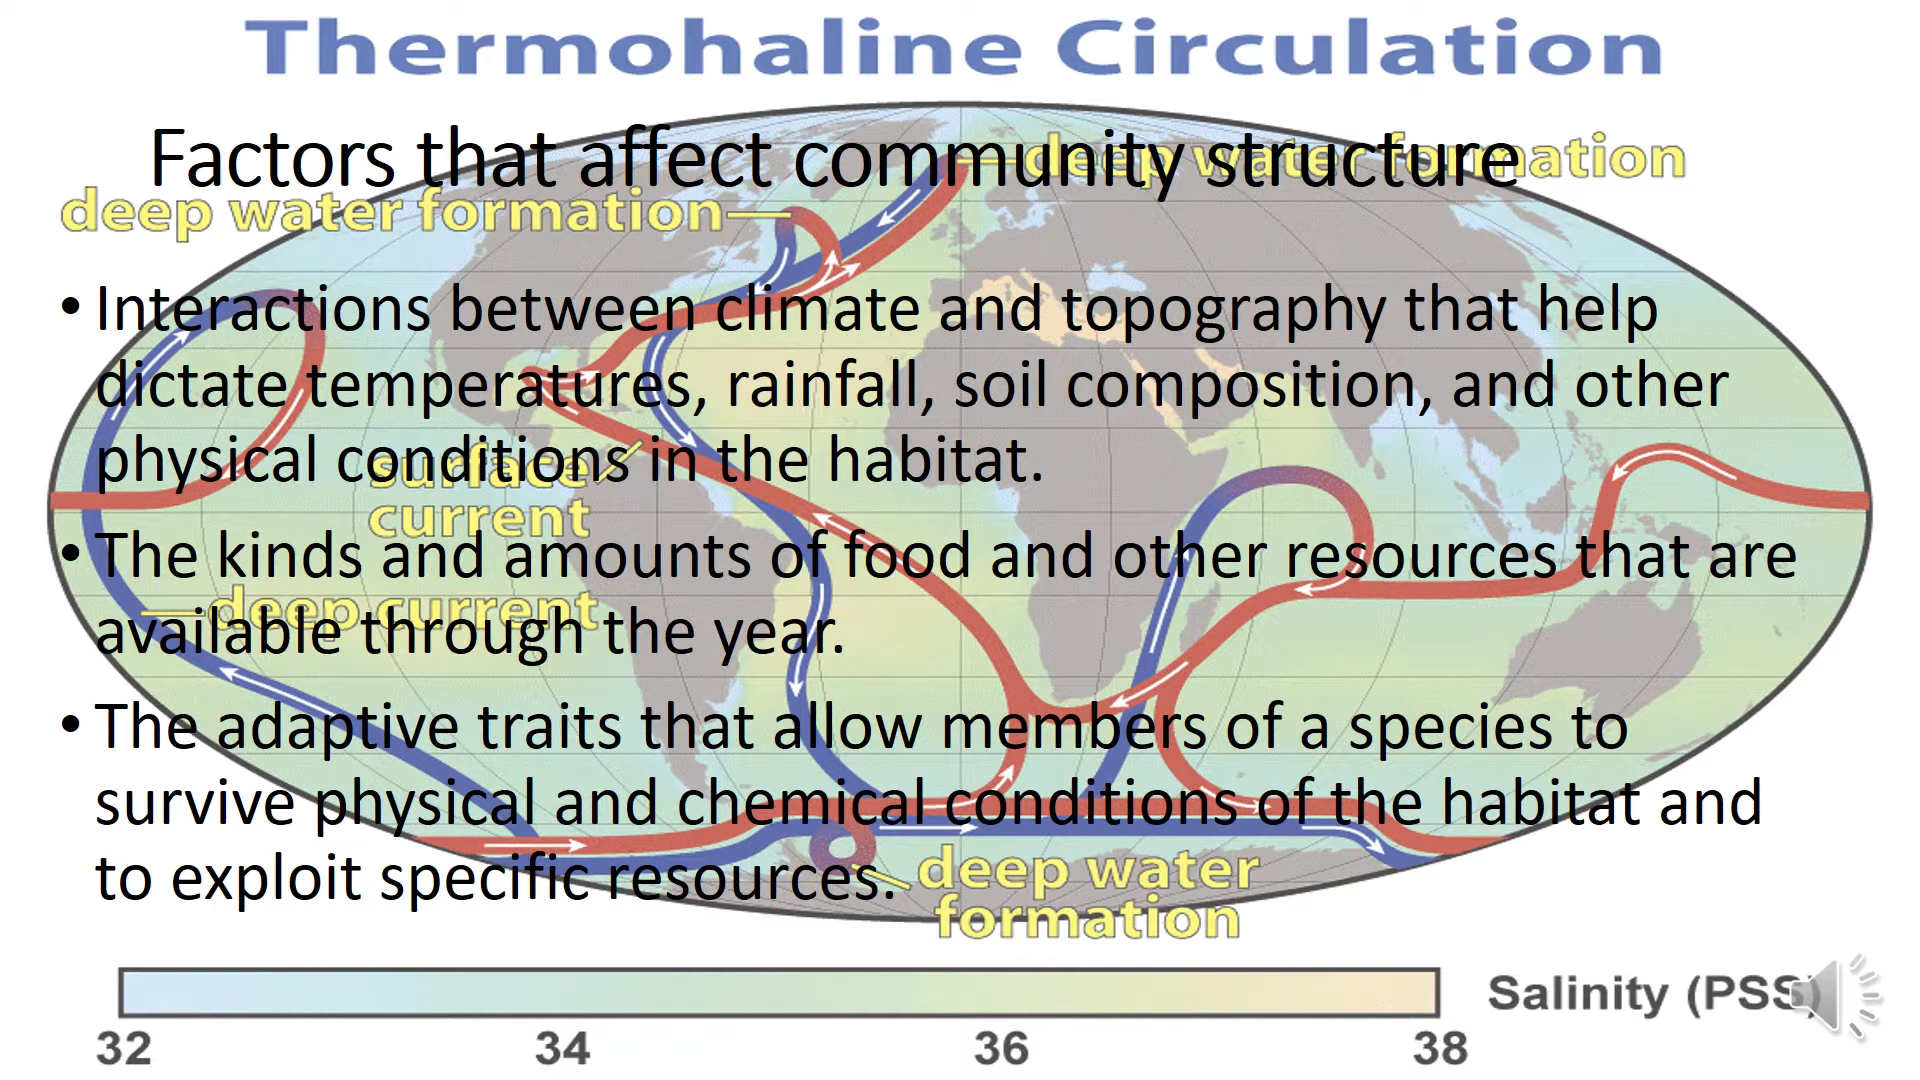 Thermohaline Circulation
Factors that affect community structure
deep water formation
deep water formation
• Interactions between climate and topography that help
dictate temperatures, rainfall, soil composition, and other
physical conditions in the habitat.
surface
current
• The kinds and amounts of food and other resources that are
available through the year.
deep current
• The adaptive traits that allow members of a species to
survive physical and chemical conditions of the habitat and
to exploit specific resources.
deep water
formation
Salinity (PSS)
32 34 36 38